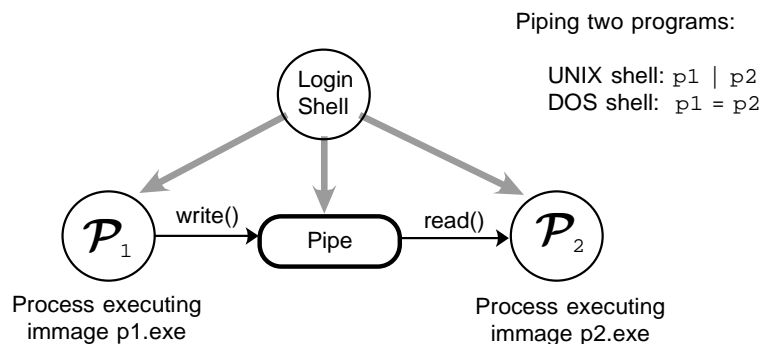 Piping two programs:
UNIX shell: p1 | p2
DOS shell: p1 = p2
Login
Shell
write()
read()
P1
Pipe
P2
Process executing
immage p1.exe
Process executing
immage p2.exe